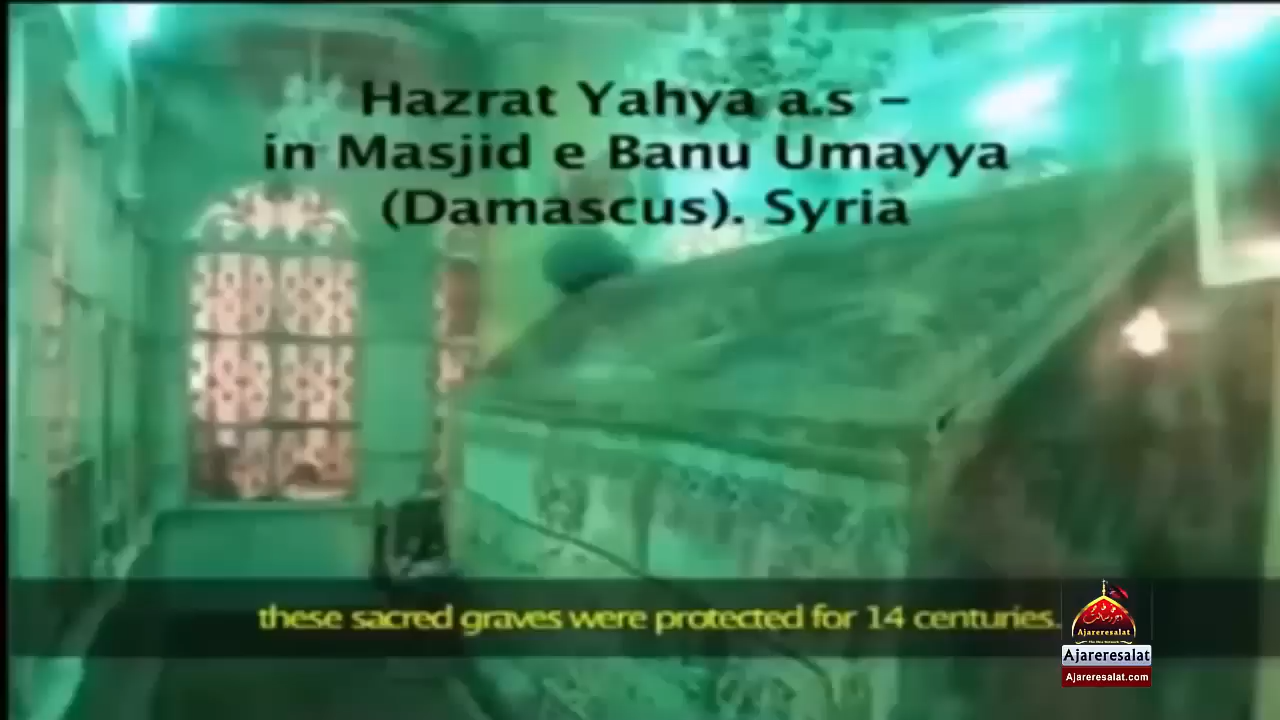 Hazrat Yahya a.s –
in Masjid e Banu Umayya
(Damascus). Syria
these sacred graves were protected for 14 centuries.
Ajareresalat
Ajareresalat
Ajareresalat.com